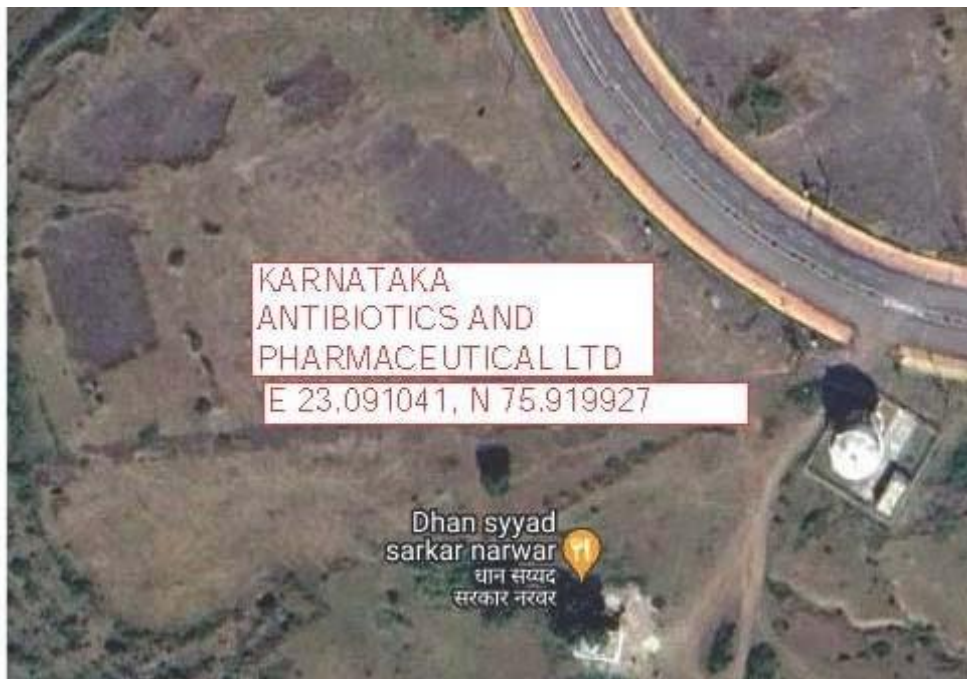 KARNATAKA
ANTIBIOTICS AND
PHARMACEUTICAL LTD
E 23.091041, N 75.919927
Dhan syyad
sarkar narwar
धान सय्यद
सरकार नरवर